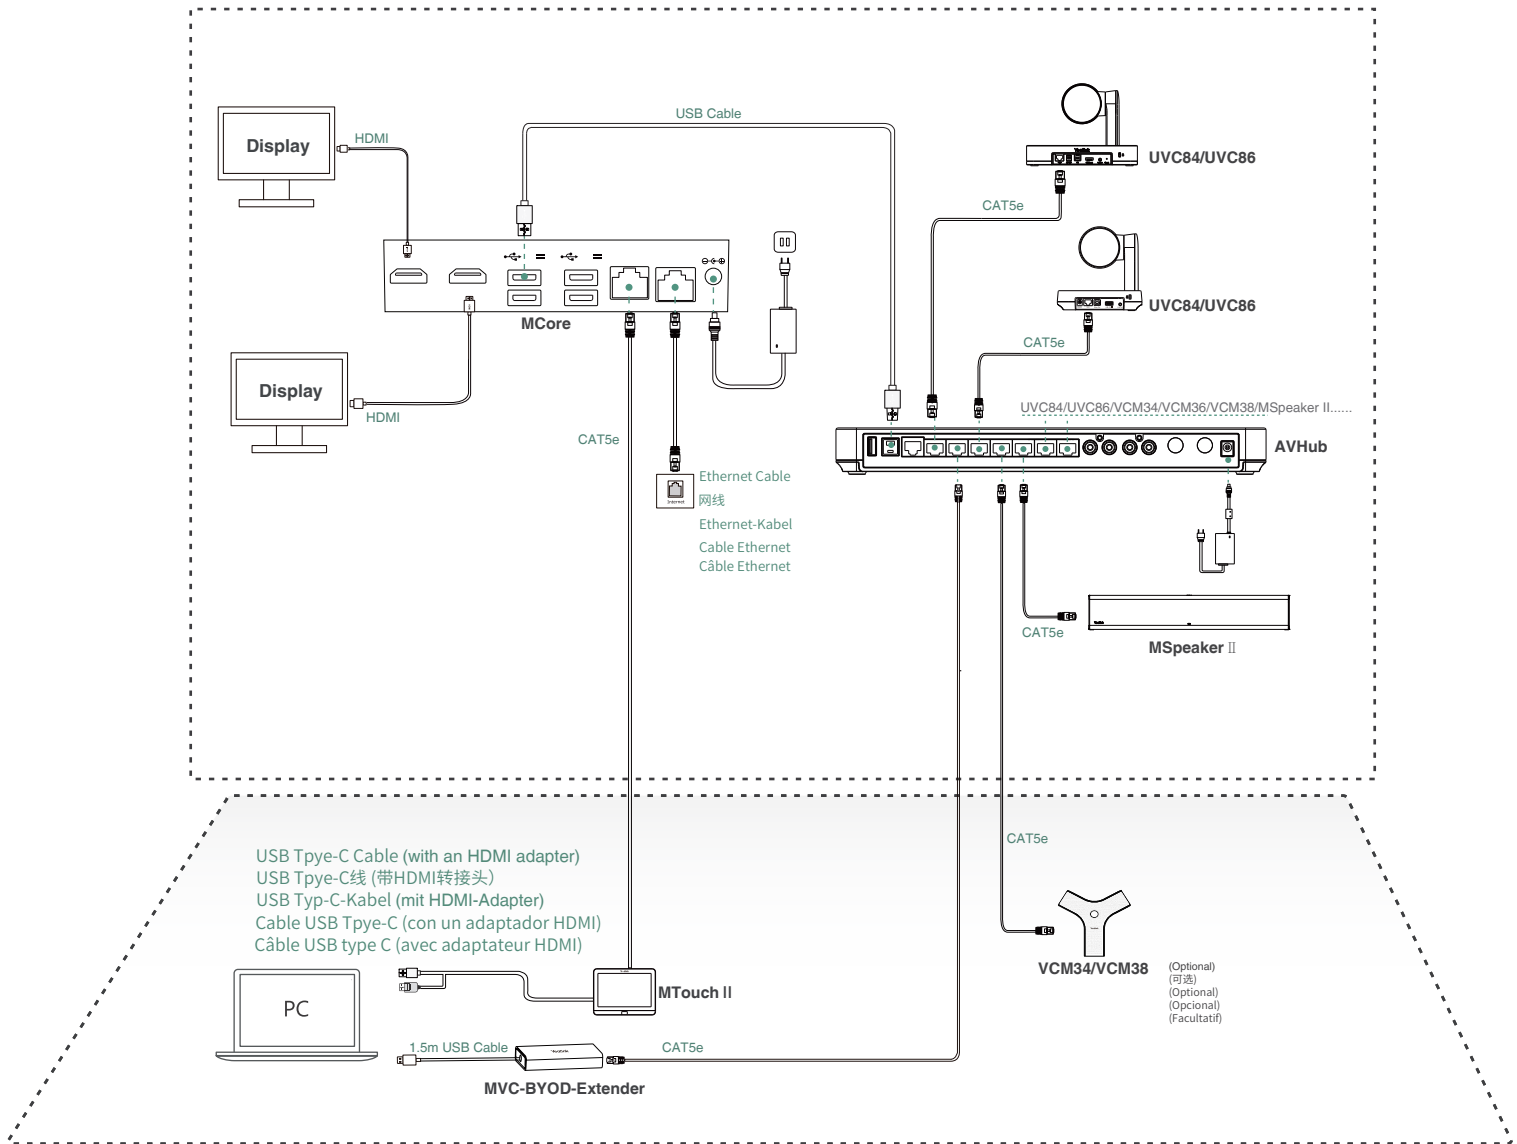 USB Cable
Display
HDMI
UVC84/UVC86
CAT5e
UVC84/UVC86
MCore
CAT5e
Display
HDMI
UVC84/UVC86/VCM34/VCM36/VCM38/MSpeaker II......
CAT5e
AVHub
Ethernet Cable
Internet
网线
Ethernet-Kabel
Cable Ethernet
Câble Ethernet
CAT5e
MSpeaker II
CAT5e
USB Tpye-C Cable (with an HDMI adapter)
USB Tpye-C线 (带HDMI转接头)
USB Typ-C-Kabel (mit HDMI-Adapter)
Cable USB Tpye-C (con un adaptador HDMI)
Câble USB type C (avec adaptateur HDMI)
VCM34/VCM38
(Optional)
(可选)
(Optional)
(Opcional)
(Facultatif)
PC
MTouch II
1.5m USB Cable
CAT5e
MVC-BYOD-Extender